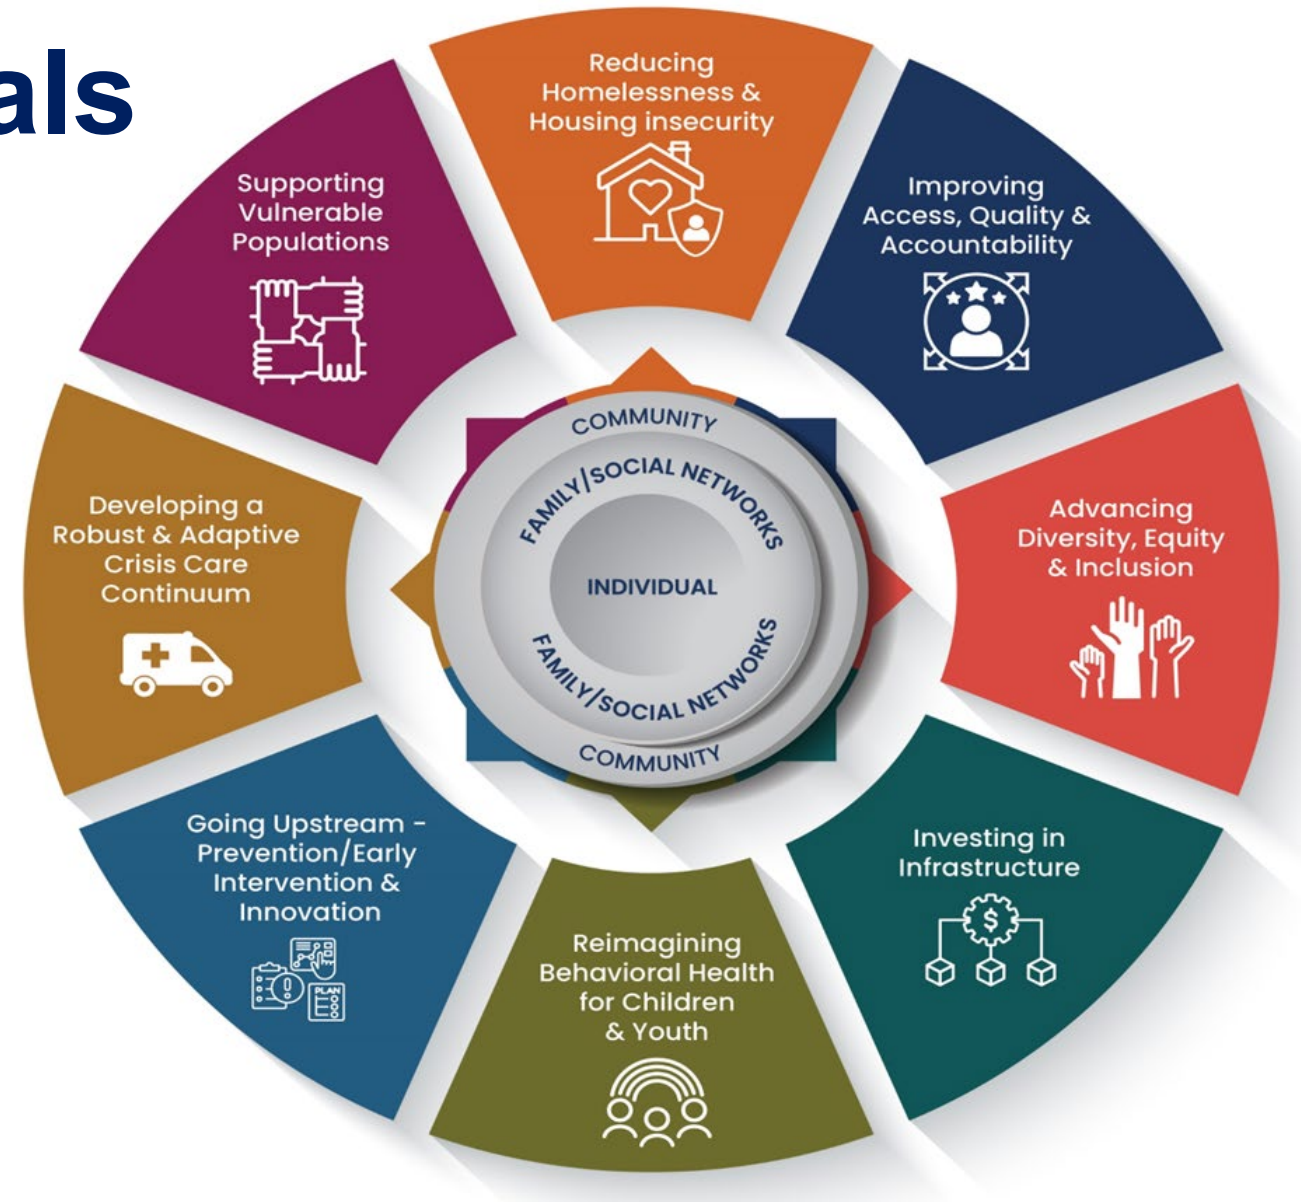 als
Reducing
Homelessness &
Housing insecurity
Improving
Access, Quality &
Accountability
Advancing
Diversity, Equity
& Inclusion
Investing in
Infrastructure
$
Reimagining
Behavioral Health
for Children
& Youth
Going Upstream -
Prevention/Early
Intervention &
Innovation
PLAN
Developing a
Robust & Adaptive
Crisis Care
Continuum
Supporting
Vulnerable
Populations
COMMUNITY
FAMILY/SOCIAL NETWORKS
INDIVIDUAL
FAMILY/SOCIAL NETWORKS
COMMUNITY